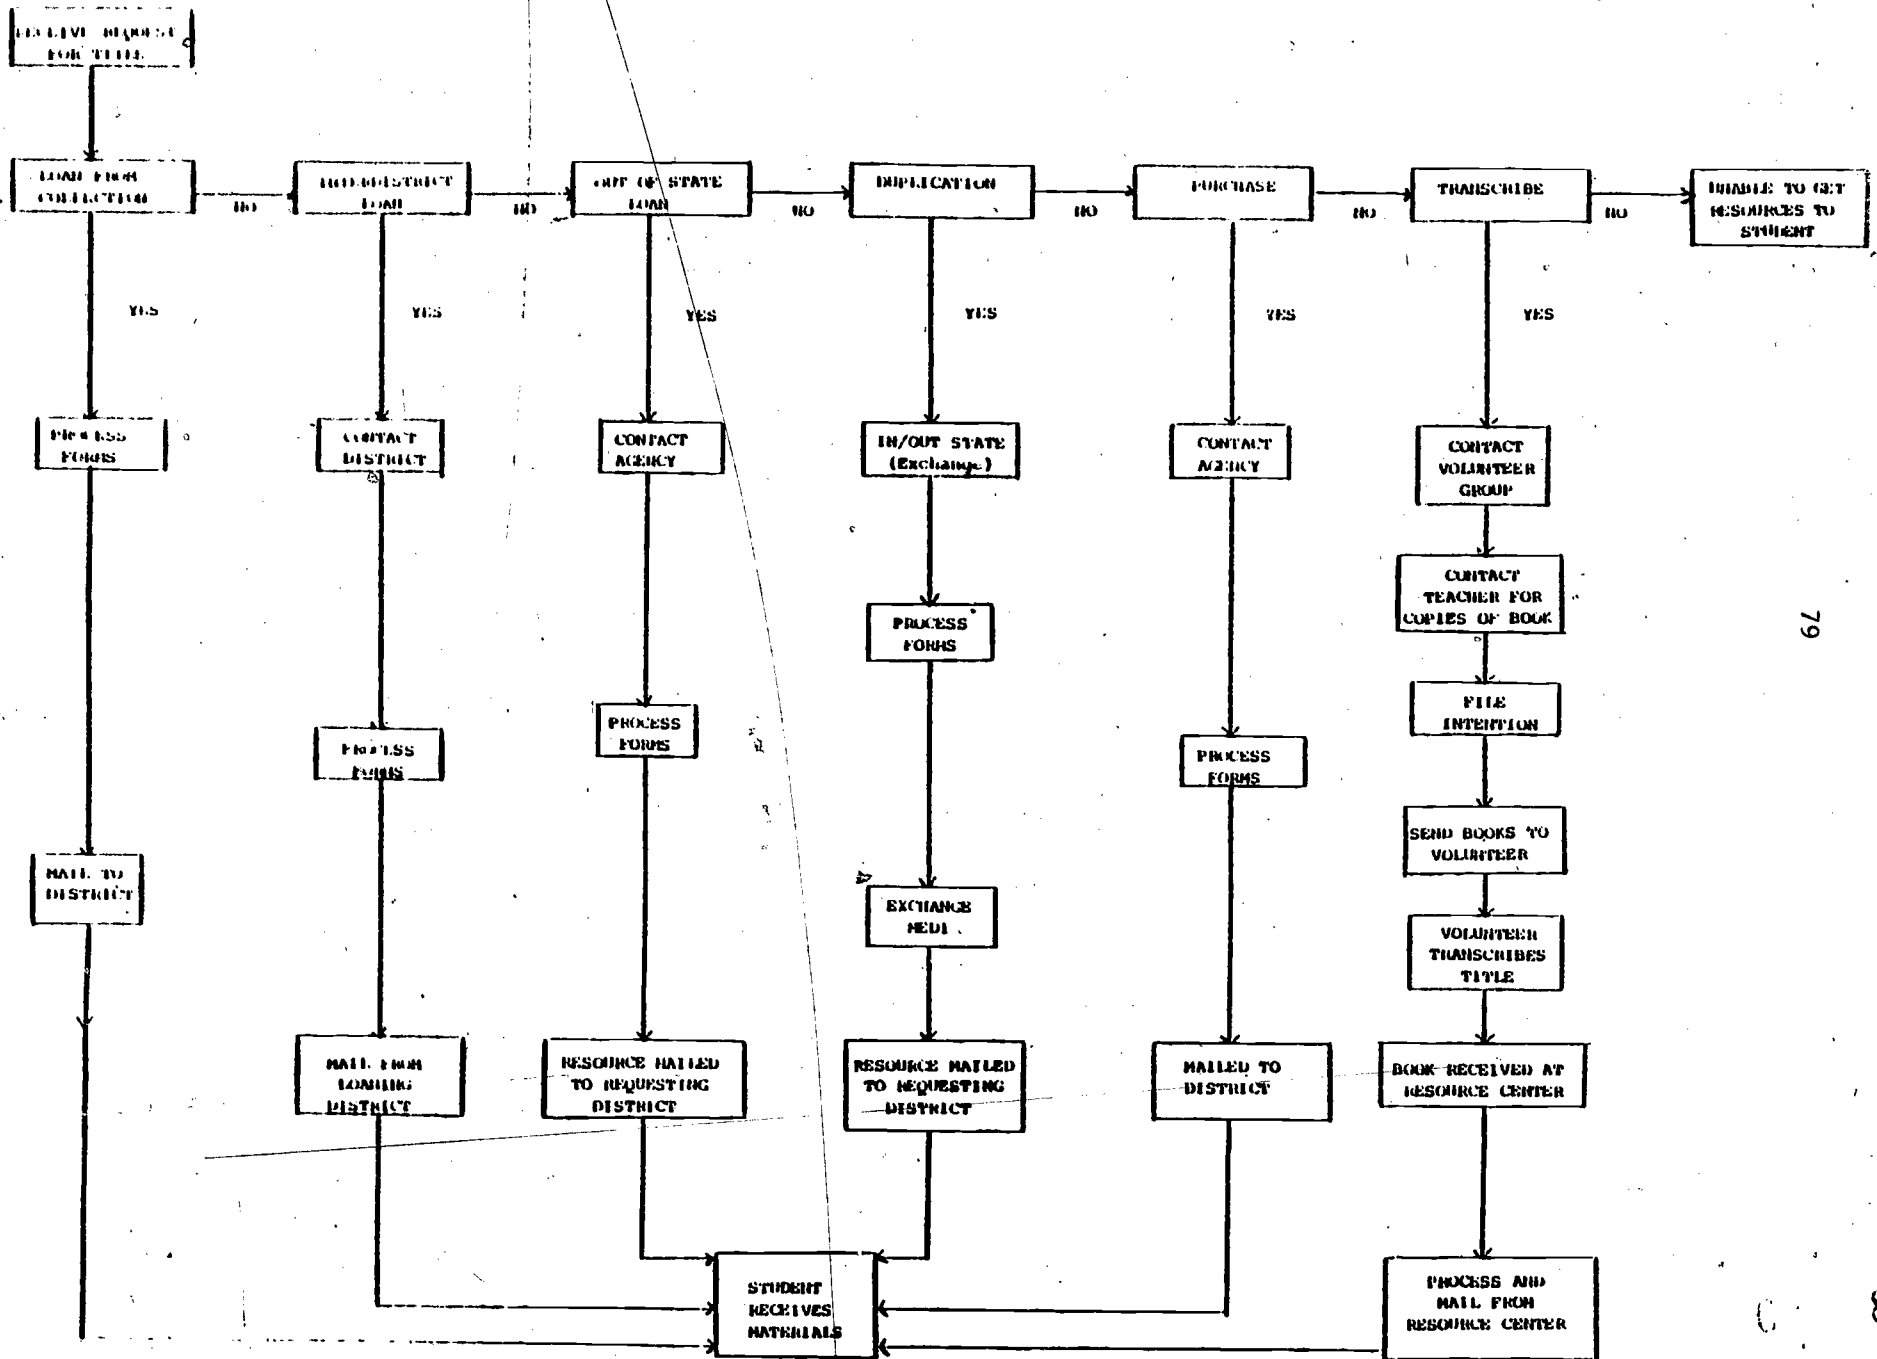 RECEIVE REQUEST
FOR TITLE
LOAN FROM
COLLECTION
NO
LOAN
NO
OUT OF STATE
LOAN
NO
DUPLICATION
NO
PURCHASE
NO
TRANSCRIBE
NO
UNABLE TO GET
RESOURCES TO
STUDENT
YES
YES
YES
YES
YES
YES
PROCESS
FORMS
CONTACT
DISTRICT
CONTACT
AGENCY
IN/OUT STATE
(Exchange)
CONTACT
AGENCY
CONTACT
VOLUNTEER
GROUP
CONTACT
TEACHER FOR
COPIES OF BOOK
PROCESS
FORMS
79
FILE
INTENTION
PROCESS
FORMS
PROCESS
FORMS
PROCESS
FORMS
SEND BOOKS TO
VOLUNTEER
MAIL TO
DISTRICT
EXCHANGE
VOLUNTEER
TRANSCRIBES
TITLE
MAIL FROM
LOANING
DISTRICT
RESOURCE MAILED
TO REQUESTING
DISTRICT
RESOURCE MAILED
TO REQUESTING
DISTRICT
MAILED TO
DISTRICT
BOOK RECEIVED AT
RESOURCE CENTER
STUDENT
RECEIVES
MATERIALS
PROCESS AND
MAIL FROM
RESOURCE CENTER